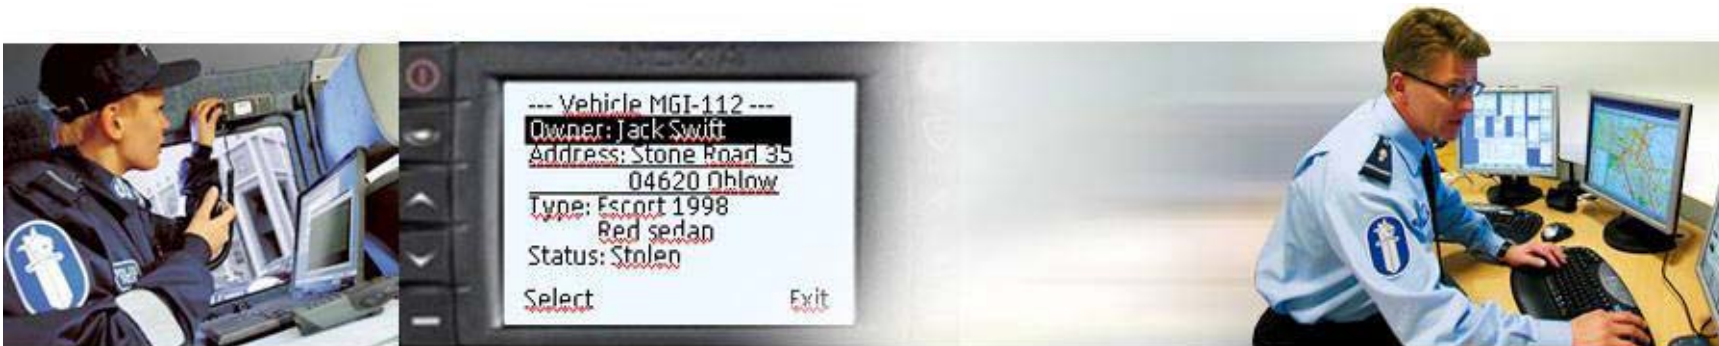 --- Vehicle MGI-112 ---
Owner: Jack Swift
Address: Stone Road 35
04620 Ohlow
Type: Escort 1998
Red sedan
Status: Stolen
Select
Exit